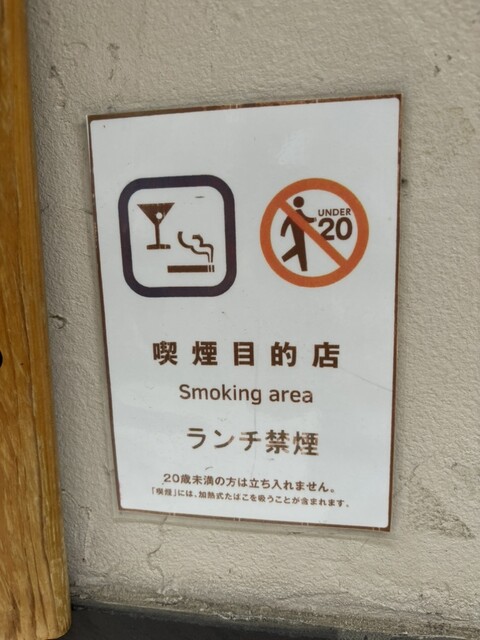 UNDER
20
喫煙目的店
Smoking area
ランチ禁煙
20歳未満の方は立ち入れません。
「喫煙」には、加熱式たばこを吸うことが含まれます。